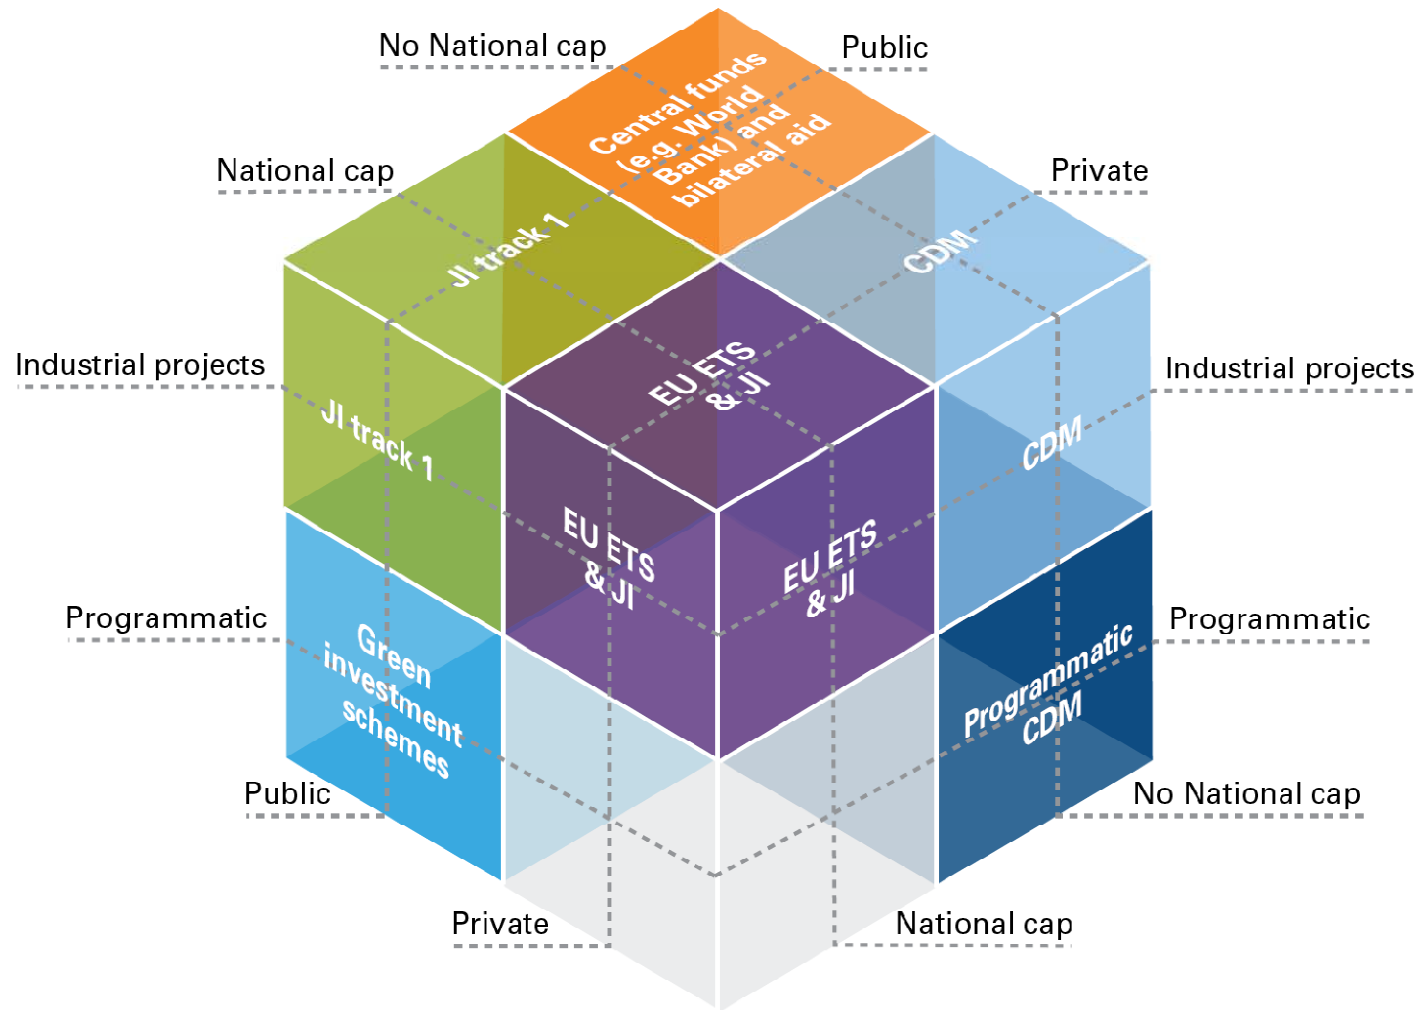 No National cap
Public
Central funds
(e.g. World
Bank) and
bilateral aid
National cap
Private
JI track 1
CDM
Industrial projects
Industrial projects
EU ETS
& JI
JI track 1
CDM
EU ETS
& JI
EU ETS
& JI
Programmatic
Programmatic
Green
investment
schemes
Programmatic
CDM
Public
No National cap
Private
National cap